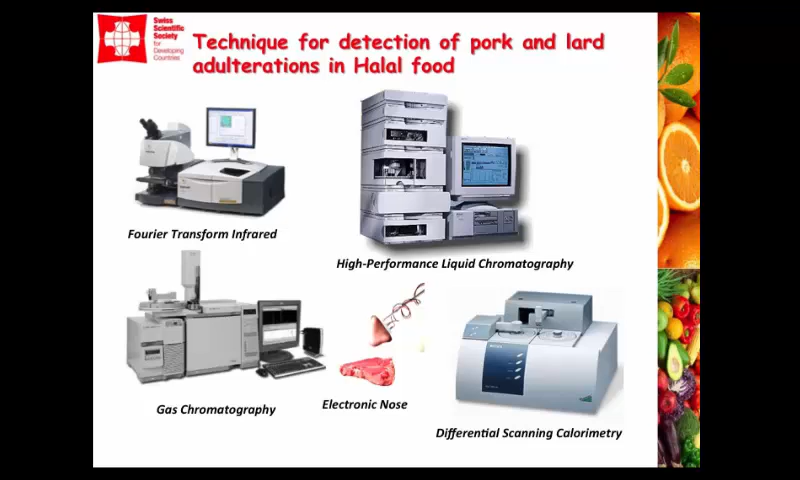 Swiss
Scientific
Society
for
Developing
Countries
Technique for detection of pork and lard
adulterations in Halal food
Fourier Transform Infrared
High-Performance Liquid Chromatography
Gas Chromatography
Electronic Nose
Differential Scanning Calorimetry